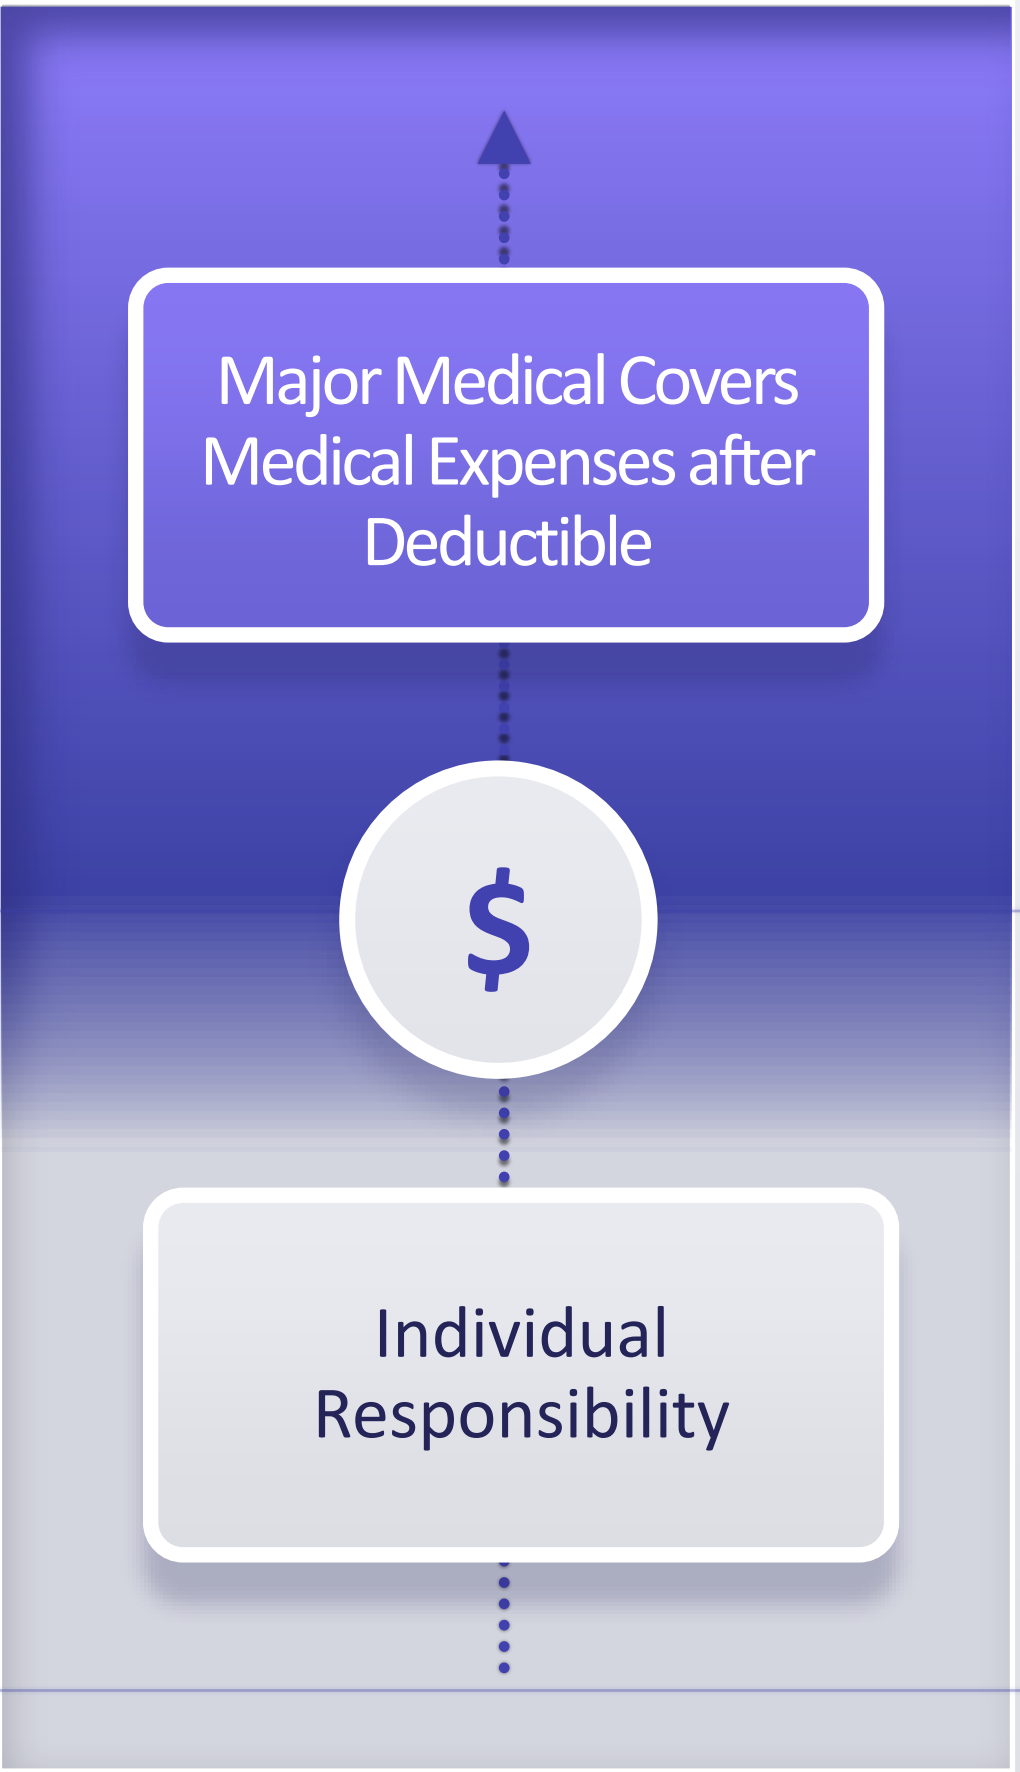 Major Medical Covers
Medical Expenses after
Deductible
$
Individual
Responsibility